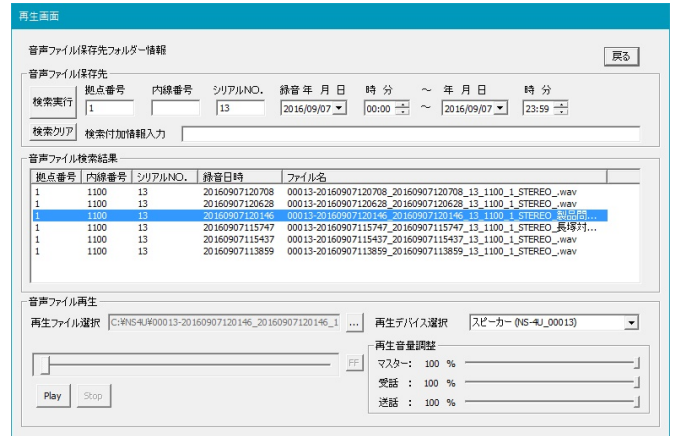 再生画面
音声ファイル保存先フォルダー情報
戻る
音声ファイル保存先
拠点番号 内線番号 シリアルNO. 録音 年 月 日 時 分 ～ 年 月 日 時 分
検索実行 1 13 2016/09/07 00:00 ～ 2016/09/07 23:59
検索クリア 検索付加情報入力
音声ファイル検索結果
拠点番号 内線番号 シリアルNO. 録音日時 ファイル名
1 1100 13 20160907120708 00013-20160907120708_20160907120708_13_1100_1_STEREO_.wav
1 1100 13 20160907120628 00013-20160907120628_20160907120628_13_1100_1_STEREO_.wav
1 1100 13 20160907120146 00013-20160907120146_20160907120146_13_1100_1_STEREO_製品問...
1 1100 13 20160907115747 00013-20160907115747_20160907115747_13_1100_1_STEREO_長塚対...
1 1100 13 20160907115437 00013-20160907115437_20160907115437_13_1100_1_STEREO_.wav
1 1100 13 20160907113859 00013-20160907113859_20160907113859_13_1100_1_STEREO_.wav
音声ファイル再生
再生ファイル選択 C:¥NS4U¥00013-20160907120146_20160907120146_1 ... 再生デバイス選択 スピーカー (NS-4U_00013)
再生音量調整
FF マスター: 100 %
受話 : 100 %
Play Stop
送話 : 100 %